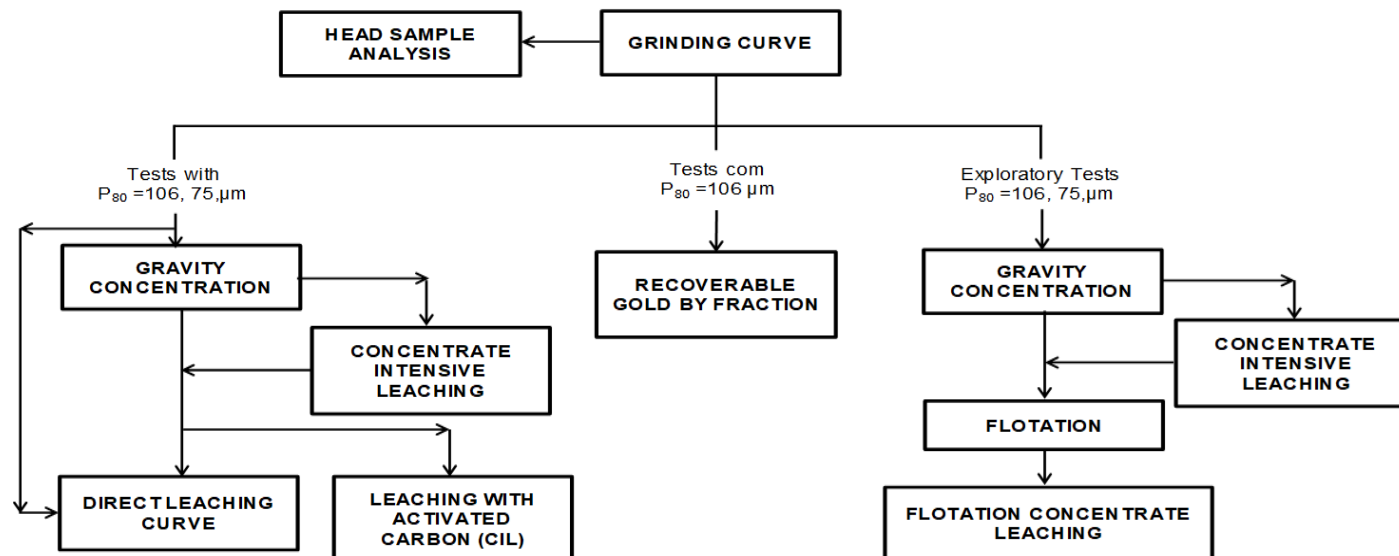 HEAD SAMPLE
ANALYSIS
GRINDING CURVE
Tests with
P₈₀ =106, 75,µm
Tests com
P₈₀ =106 µm
Exploratory Tests
P₈₀ =106, 75,µm
GRAVITY
CONCENTRATION
RECOVERABLE
GOLD BY FRACTION
GRAVITY
CONCENTRATION
CONCENTRATE
INTENSIVE
LEACHING
CONCENTRATE
INTENSIVE
LEACHING
FLOTATION
DIRECT LEACHING
CURVE
LEACHING WITH
ACTIVATED
CARBON (CIL)
FLOTATION CONCENTRATE
LEACHING